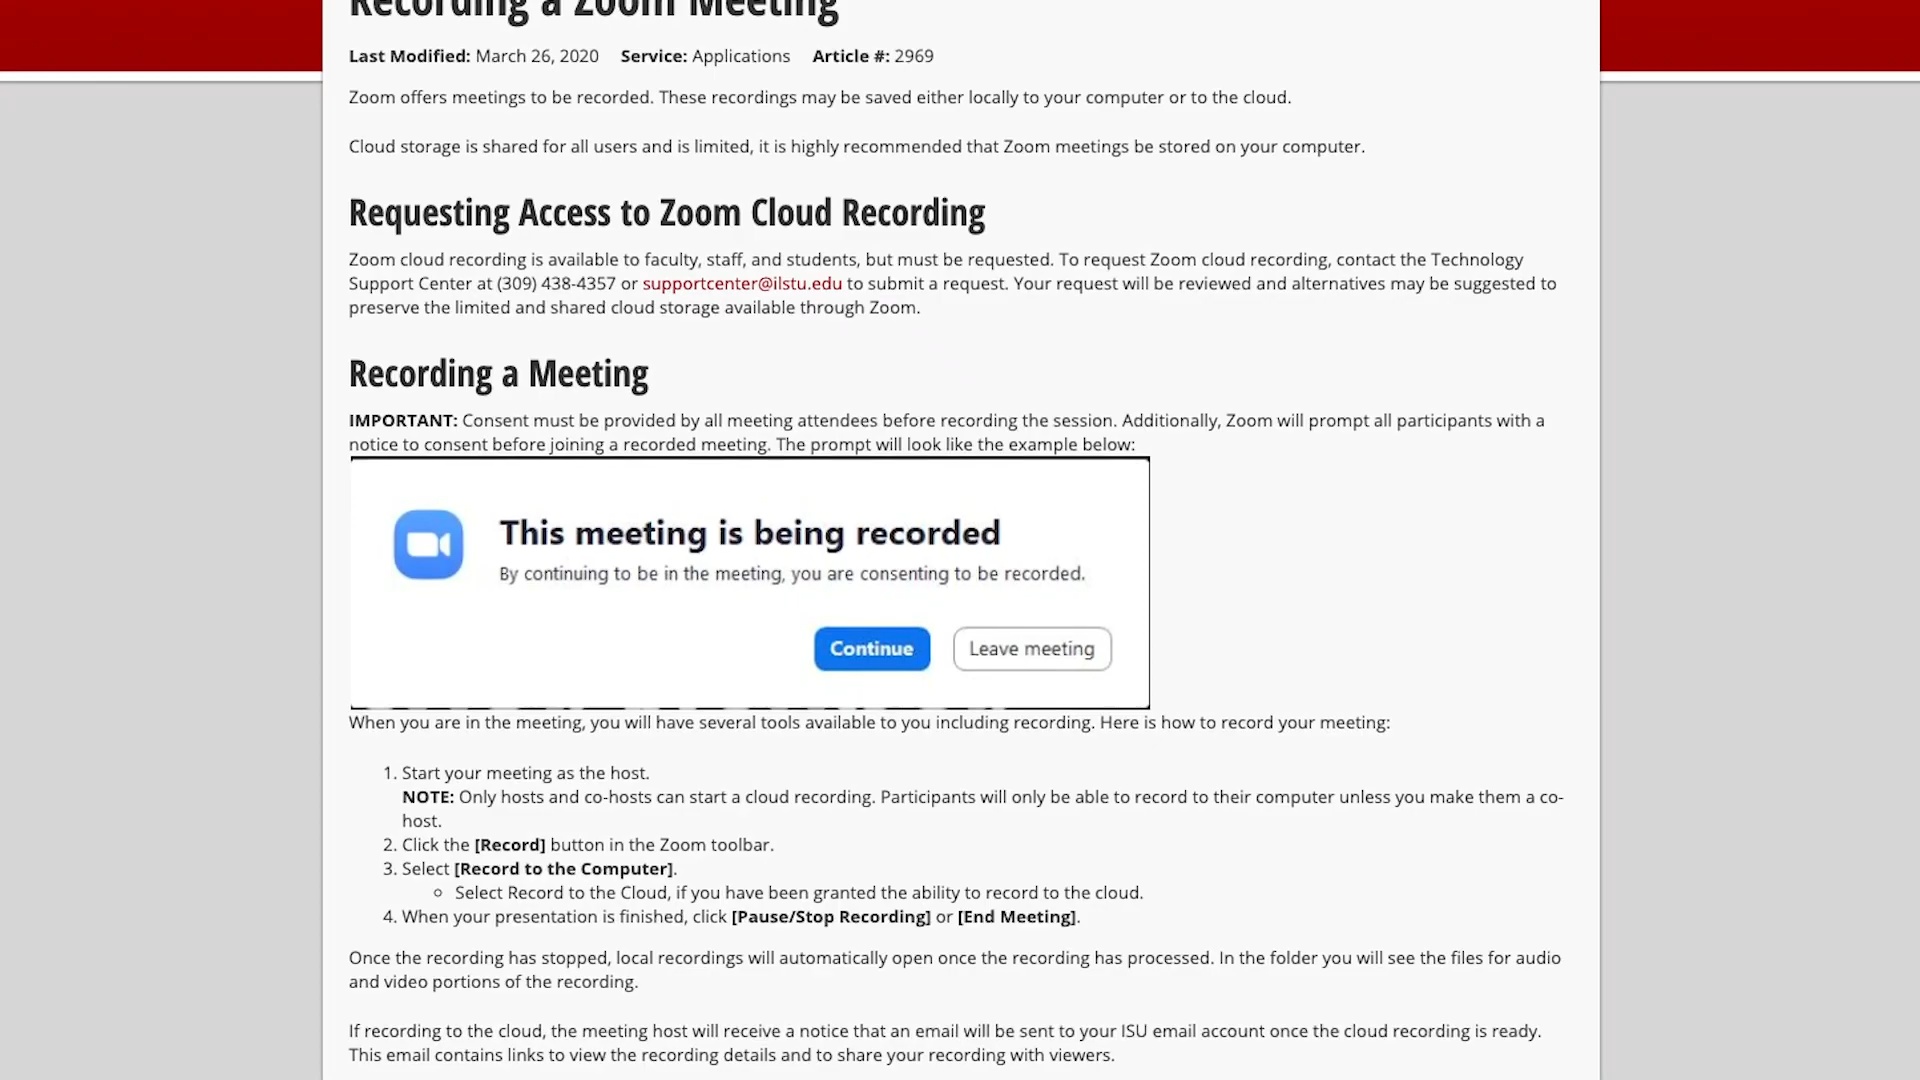 Recording a Zoom Meeting
Last Modified: March 26, 2020 Service: Applications Article #: 2969
Zoom offers meetings to be recorded. These recordings may be saved either locally to your computer or to the cloud.
Cloud storage is shared for all users and is limited, it is highly recommended that Zoom meetings be stored on your computer.
Requesting Access to Zoom Cloud Recording
Zoom cloud recording is available to faculty, staff, and students, but must be requested. To request Zoom cloud recording, contact the Technology
Support Center at (309) 438-4357 or supportcenter@ilstu.edu to submit a request. Your request will be reviewed and alternatives may be suggested to
preserve the limited and shared cloud storage available through Zoom.
Recording a Meeting
IMPORTANT: Consent must be provided by all meeting attendees before recording the session. Additionally, Zoom will prompt all participants with a
notice to consent before joining a recorded meeting. The prompt will look like the example below:
This meeting is being recorded
By continuing to be in the meeting, you are consenting to be recorded.
Continue Leave meeting
When you are in the meeting, you will have several tools available to you including recording. Here is how to record your meeting:
1. Start your meeting as the host.
NOTE: Only hosts and co-hosts can start a cloud recording. Participants will only be able to record to their computer unless you make them a co-
host.
2. Click the [Record] button in the Zoom toolbar.
3. Select [Record to the Computer].
Select Record to the Cloud, if you have been granted the ability to record to the cloud.
4. When your presentation is finished, click [Pause/Stop Recording] or [End Meeting].
Once the recording has stopped, local recordings will automatically open once the recording has processed. In the folder you will see the files for audio
and video portions of the recording.
If recording to the cloud, the meeting host will receive a notice that an email will be sent to your ISU email account once the cloud recording is ready.
This email contains links to view the recording details and to share your recording with viewers.